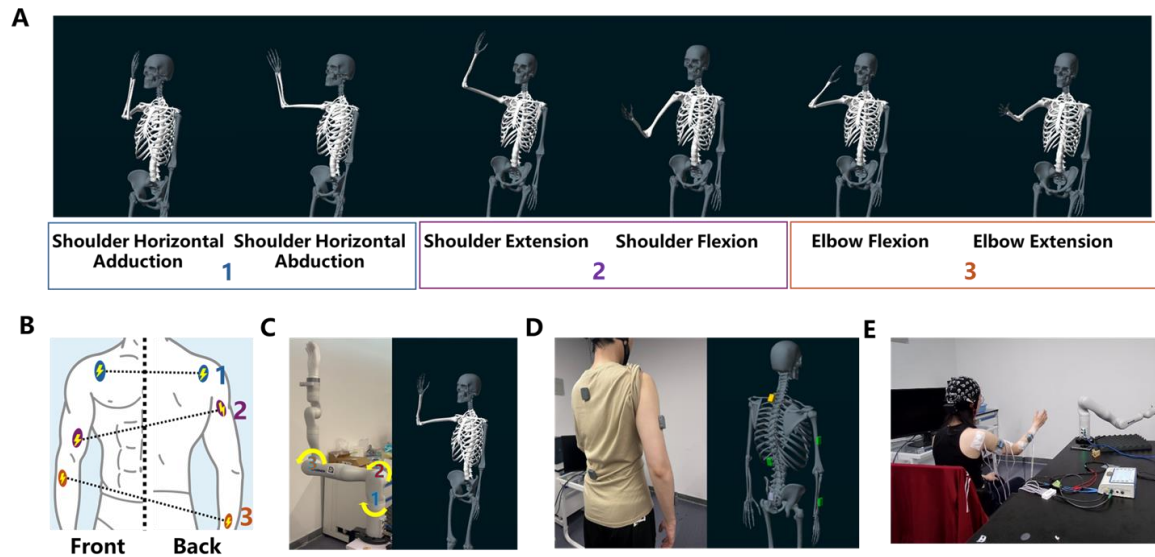 A
Shoulder Horizontal Adduction
Shoulder Horizontal Abduction
1
Shoulder Extension
Shoulder Flexion
2
Elbow Flexion
Elbow Extension
3
B
1
2
3
Front
Back
C
2
1
D
E